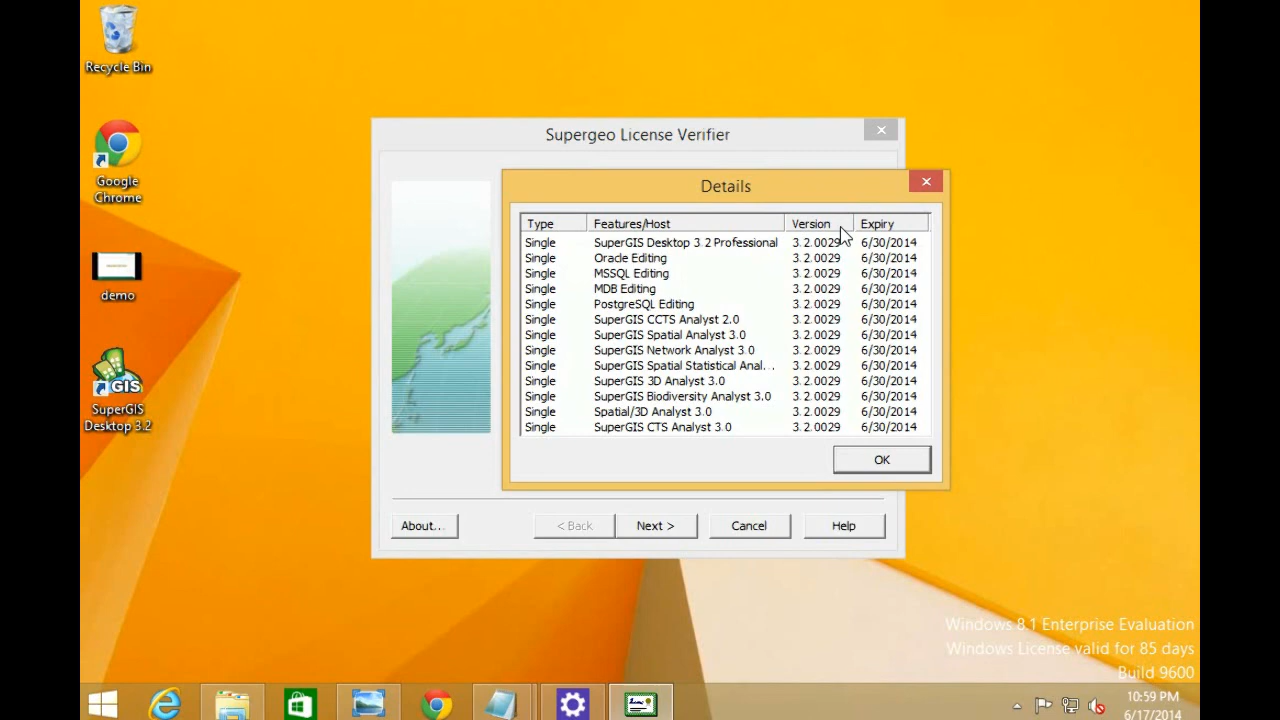 Recycle Bin
Google
Chrome
demo
SuperGIS
Desktop 3.2
GIS
Supergeo License Verifier
Details
Type Features/Host Version Expiry
Single SuperGIS Desktop 3.2 Professional 3.2.0029 6/30/2014
Single Oracle Editing 3.2.0029 6/30/2014
Single MSSQL Editing 3.2.0029 6/30/2014
Single MDB Editing 3.2.0029 6/30/2014
Single PostgreSQL Editing 3.2.0029 6/30/2014
Single SuperGIS CCTS Analyst 2.0 3.2.0029 6/30/2014
Single SuperGIS Spatial Analyst 3.0 3.2.0029 6/30/2014
Single SuperGIS Network Analyst 3.0 3.2.0029 6/30/2014
Single SuperGIS Spatial Statistical Anal... 3.2.0029 6/30/2014
Single SuperGIS 3D Analyst 3.0 3.2.0029 6/30/2014
Single SuperGIS Biodiversity Analyst 3.0 3.2.0029 6/30/2014
Single Spatial/3D Analyst 3.0 3.2.0029 6/30/2014
Single SuperGIS CTS Analyst 3.0 3.2.0029 6/30/2014
OK
About... < Back Next > Cancel Help
Windows 8.1 Enterprise Evaluation
Windows License valid for 85 days
Build 9600
10:59 PM
6/17/2014